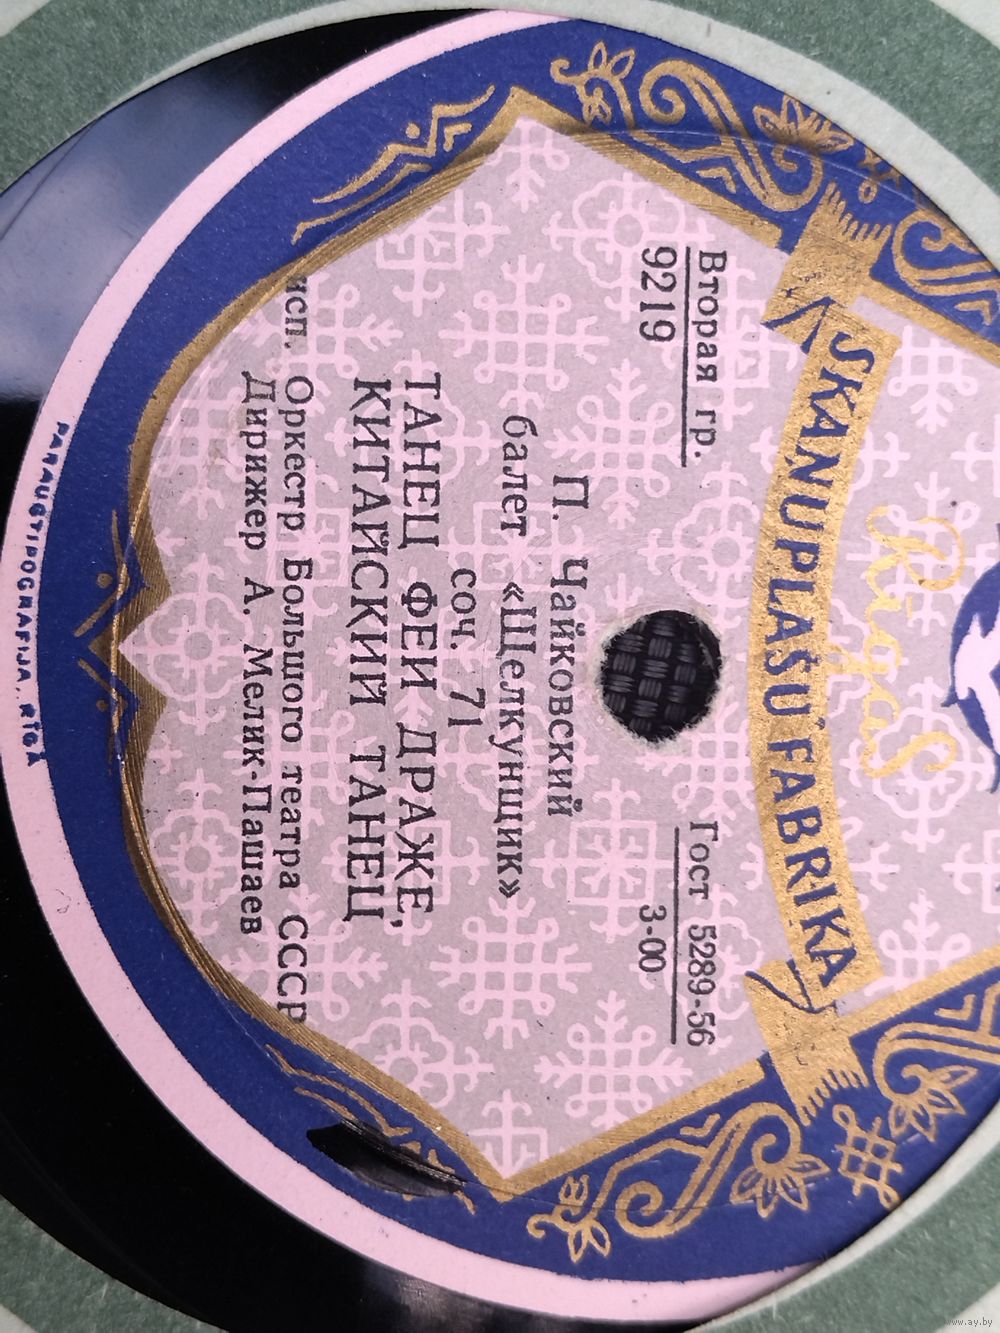 Rīgas
SKAŅUPLAŠU FABRIKA
Вторая гр.
9219
Гост 5289-56
3-00
П. Чайковский
балет «Щелкунщик»
соч. 71
ТАНЕЦ ФЕИ ДРАЖЕ,
КИТАЙСКИЙ ТАНЕЦ
исп. Оркестр Большого театра СССР
Дирижер А. Мелик-Пашаев
PARAUGTIPOGRAFIJA, RĪGĀ
www.ay.by